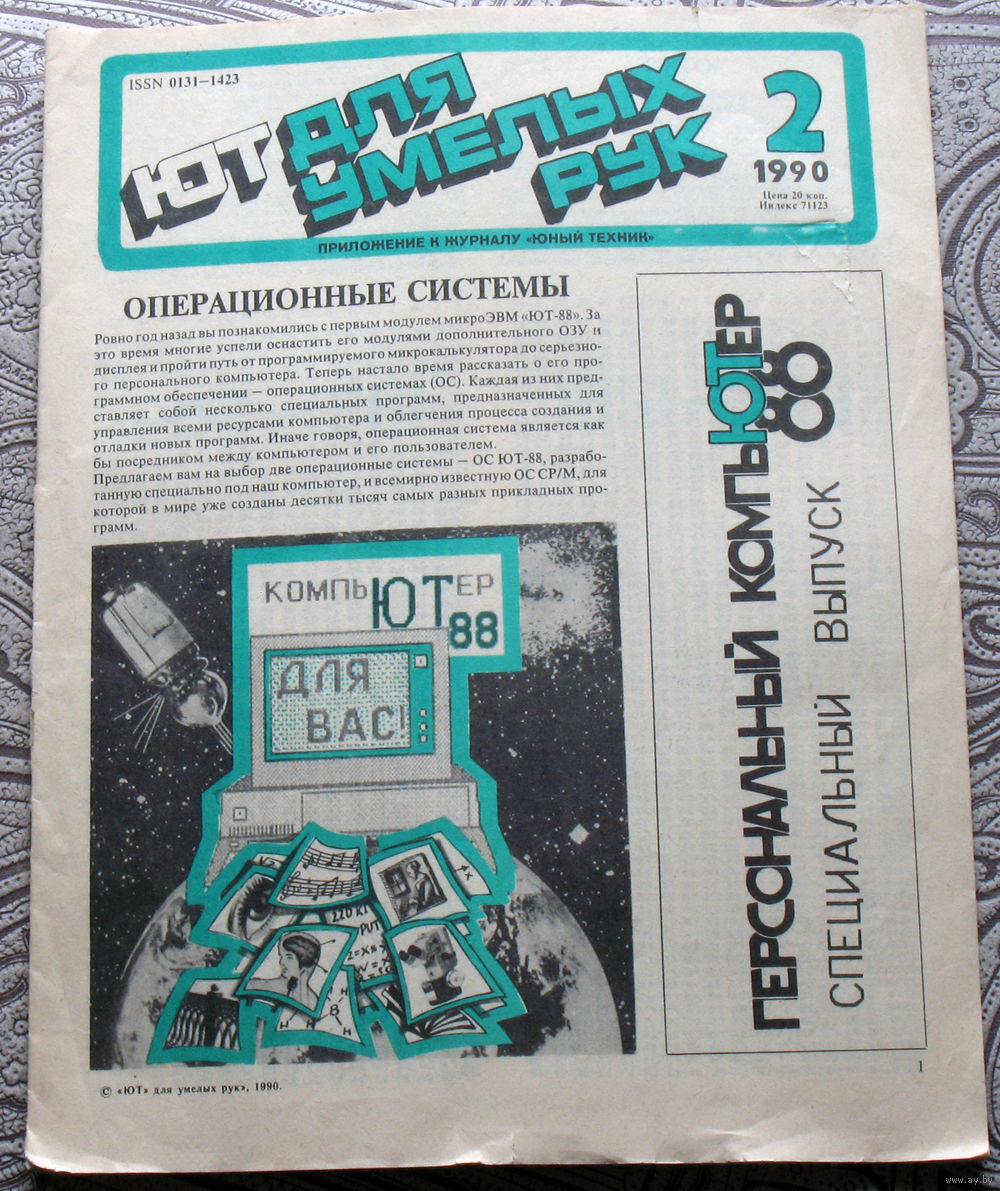 ISSN 0131—1423
ЮТ ДЛЯ
УМЕЛЫХ
РУК
2
1990
Цена 20 коп.
Индекс 71123
ПРИЛОЖЕНИЕ К ЖУРНАЛУ «ЮНЫЙ ТЕХНИК»
ОПЕРАЦИОННЫЕ СИСТЕМЫ
Ровно год назад вы познакомились с первым модулем микроЭВМ «ЮТ-88». За
это время многие успели оснастить его модулями дополнительного ОЗУ и
дисплея и пройти путь от программируемого микрокалькулятора до серьезно-
го персонального компьютера. Теперь настало время рассказать о его про-
граммном обеспечении — операционных системах (ОС). Каждая из них пред-
ставляет собой несколько специальных программ, предназначенных для
управления всеми ресурсами компьютера и облегчения процесса создания и
отладки новых программ. Иначе говоря, операционная система является как
бы посредником между компьютером и его пользователем.
Предлагаем вам на выбор две операционные системы — ОС ЮТ-88, разрабо-
танную специально под наш компьютер, и всемирно известную ОС СР/М, для
которой в мире уже созданы десятки тысяч самых разных прикладных про-
грамм.
КОМПЬЮТЕР
88
ДЛЯ
ВАС!
220
PUT
H
B
H
H
H
ПЕРСОНАЛЬНЫЙ КОМПЬЮТЕР
88
СПЕЦИАЛЬНЫЙ ВЫПУСК
1
© «ЮТ» для умелых рук», 1990.
www.ay.by